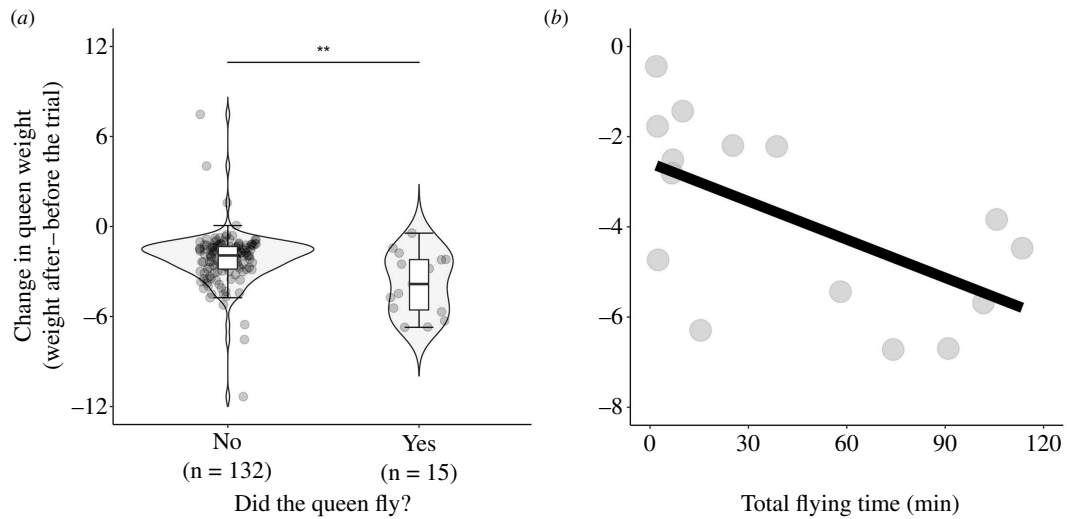 (a)
Change in queen weight
(weight after−before the trial)
12
6
0
−6
−12
**
No
Yes
(n = 132)
(n = 15)
Did the queen fly?
(b)
0
−2
−4
−6
−8
0
30
60
90
120
Total flying time (min)